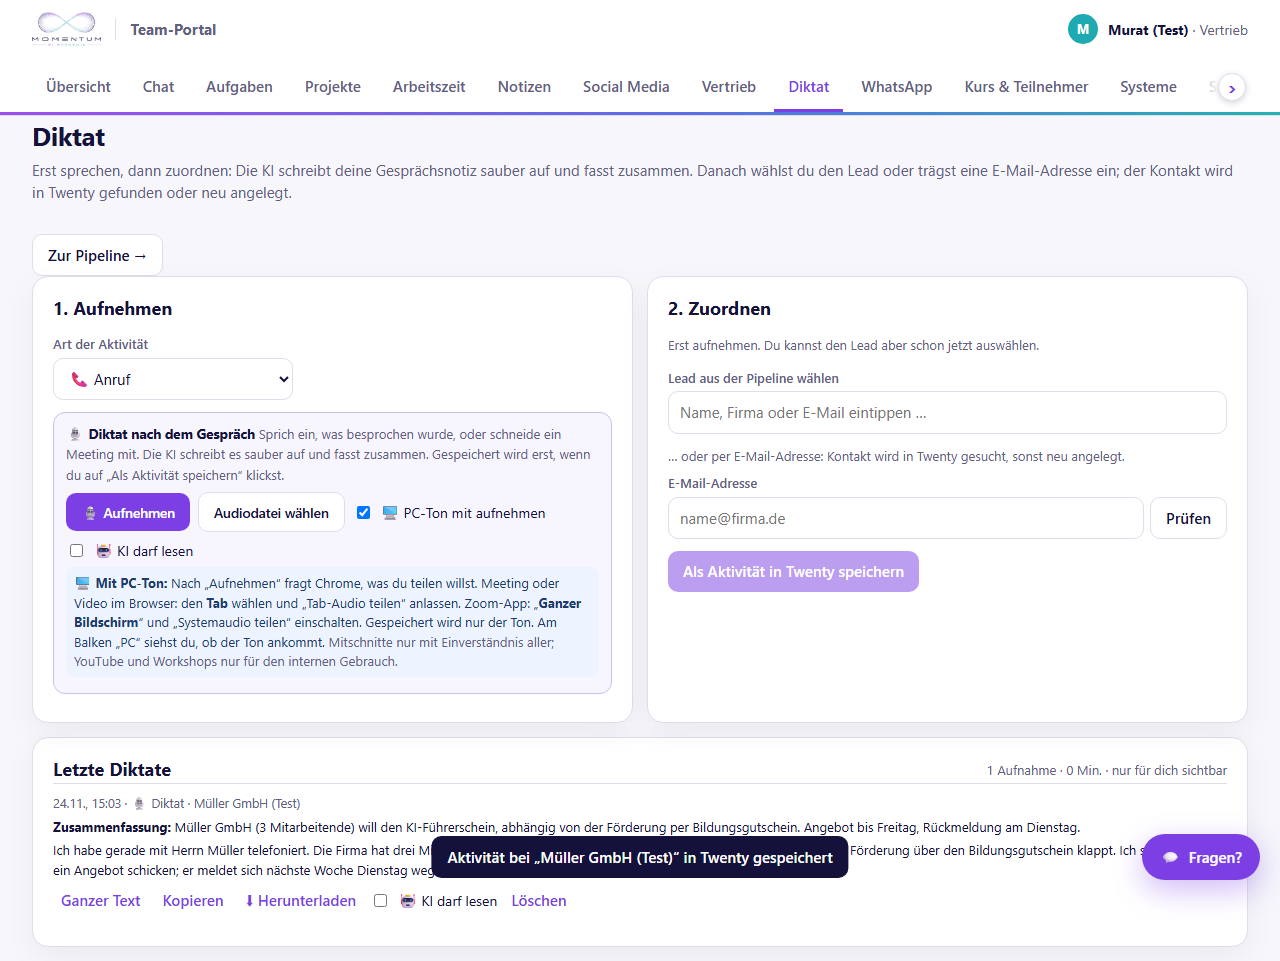 MOMENTUM
Team-Portal
M
Murat (Test) · Vertrieb
Übersicht
Chat
Aufgaben
Projekte
Arbeitszeit
Notizen
Social Media
Vertrieb
Diktat
WhatsApp
Kurs & Teilnehmer
Systeme
Diktat
Erst sprechen, dann zuordnen: Die KI schreibt deine Gesprächsnotiz sauber auf und fasst zusammen. Danach wählst du den Lead oder trägst eine E-Mail-Adresse ein; der Kontakt wird
in Twenty gefunden oder neu angelegt.
Zur Pipeline →
1. Aufnehmen
Art der Aktivität
Anruf
Diktat nach dem Gespräch Sprich ein, was besprochen wurde, oder schneide ein
Meeting mit. Die KI schreibt es sauber auf und fasst zusammen. Gespeichert wird erst, wenn
du auf „Als Aktivität speichern“ klickst.
Aufnehmen
Audiodatei wählen
PC-Ton mit aufnehmen
KI darf lesen
Mit PC-Ton: Nach „Aufnehmen“ fragt Chrome, was du teilen willst. Meeting oder
Video im Browser: den Tab wählen und „Tab-Audio teilen“ anlassen. Zoom-App: „Ganzer
Bildschirm“ und „Systemaudio teilen“ einschalten. Gespeichert wird nur der Ton. Am
Balken „PC“ siehst du, ob der Ton ankommt. Mitschnitte nur mit Einverständnis aller;
YouTube und Workshops nur für den internen Gebrauch.
2. Zuordnen
Erst aufnehmen. Du kannst den Lead aber schon jetzt auswählen.
Lead aus der Pipeline wählen
Name, Firma oder E-Mail eintippen …
… oder per E-Mail-Adresse: Kontakt wird in Twenty gesucht, sonst neu angelegt.
E-Mail-Adresse
name@firma.de
Prüfen
Als Aktivität in Twenty speichern
Letzte Diktate
1 Aufnahme · 0 Min. · nur für dich sichtbar
24.11., 15:03 · Diktat · Müller GmbH (Test)
Zusammenfassung: Müller GmbH (3 Mitarbeitende) will den KI-Führerschein, abhängig von der Förderung per Bildungsgutschein. Angebot bis Freitag, Rückmeldung am Dienstag.
Ich habe gerade mit Herrn Müller telefoniert. Die Firma hat drei Förderung über den Bildungsgutschein klappt. Ich
ein Angebot schicken; er meldet sich nächste Woche Dienstag
Aktivität bei „Müller GmbH (Test)“ in Twenty gespeichert
Fragen?
Ganzer Text
Kopieren
⬇ Herunterladen
KI darf lesen
Löschen